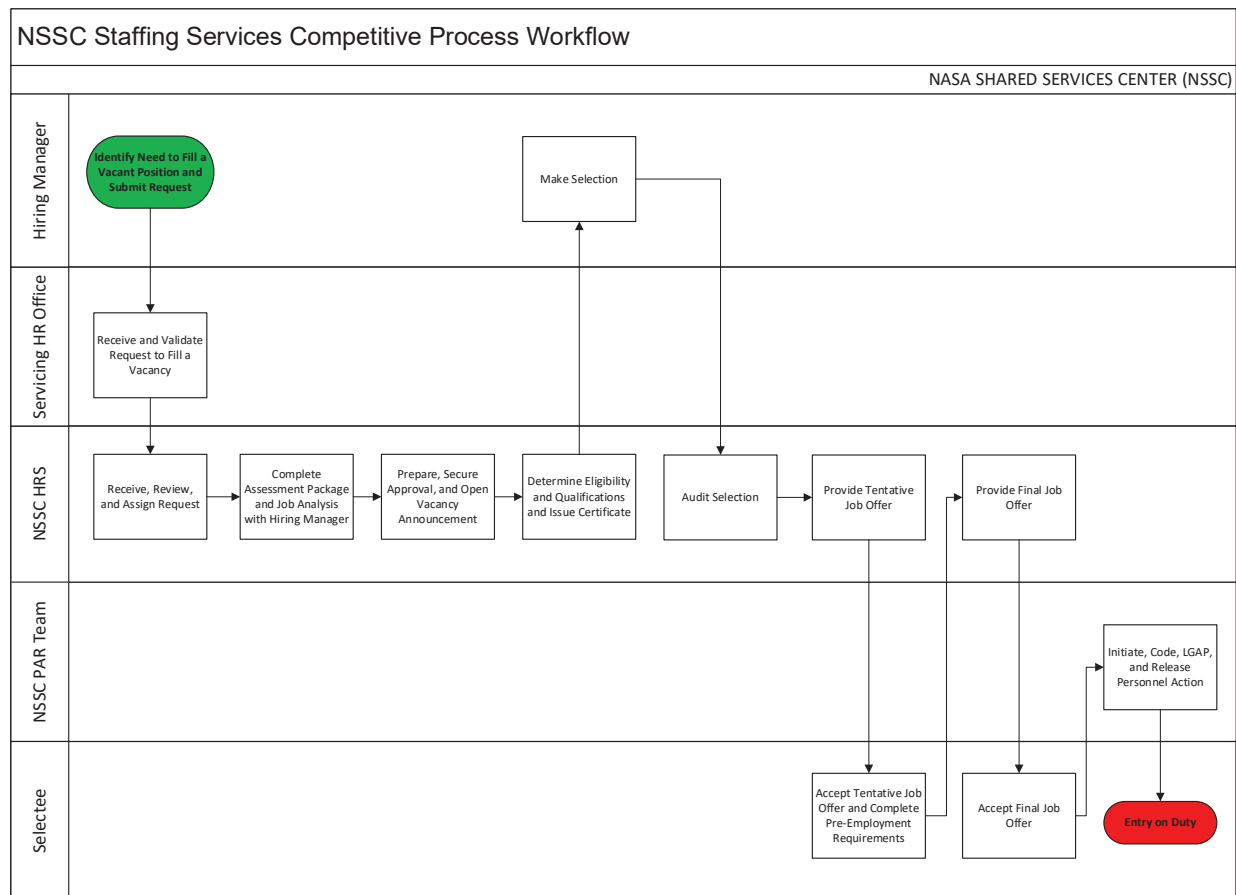 NSSC Staffing Services Competitive Process Workflow
NASA SHARED SERVICES CENTER (NSSC)
Hiring Manager
Identify Need to Fill a
Vacant Position and
Submit Request
Make Selection
Servicing HR Office
Receive and Validate
Request to Fill a
Vacancy
NSSC HRS
Receive, Review,
and Assign Request
Complete
Assessment Package
and Job Analysis
with Hiring Manager
Prepare, Secure
Approval, and Open
Vacancy
Announcement
Determine Eligibility
and Qualifications
and Issue Certificate
Audit Selection
Provide Tentative
Job Offer
Provide Final Job
Offer
NSSC PAR Team
Initiate, Code, LGAP,
and Release
Personnel Action
Selectee
Accept Tentative Job
Offer and Complete
Pre-Employment
Requirements
Accept Final Job
Offer
Entry on Duty